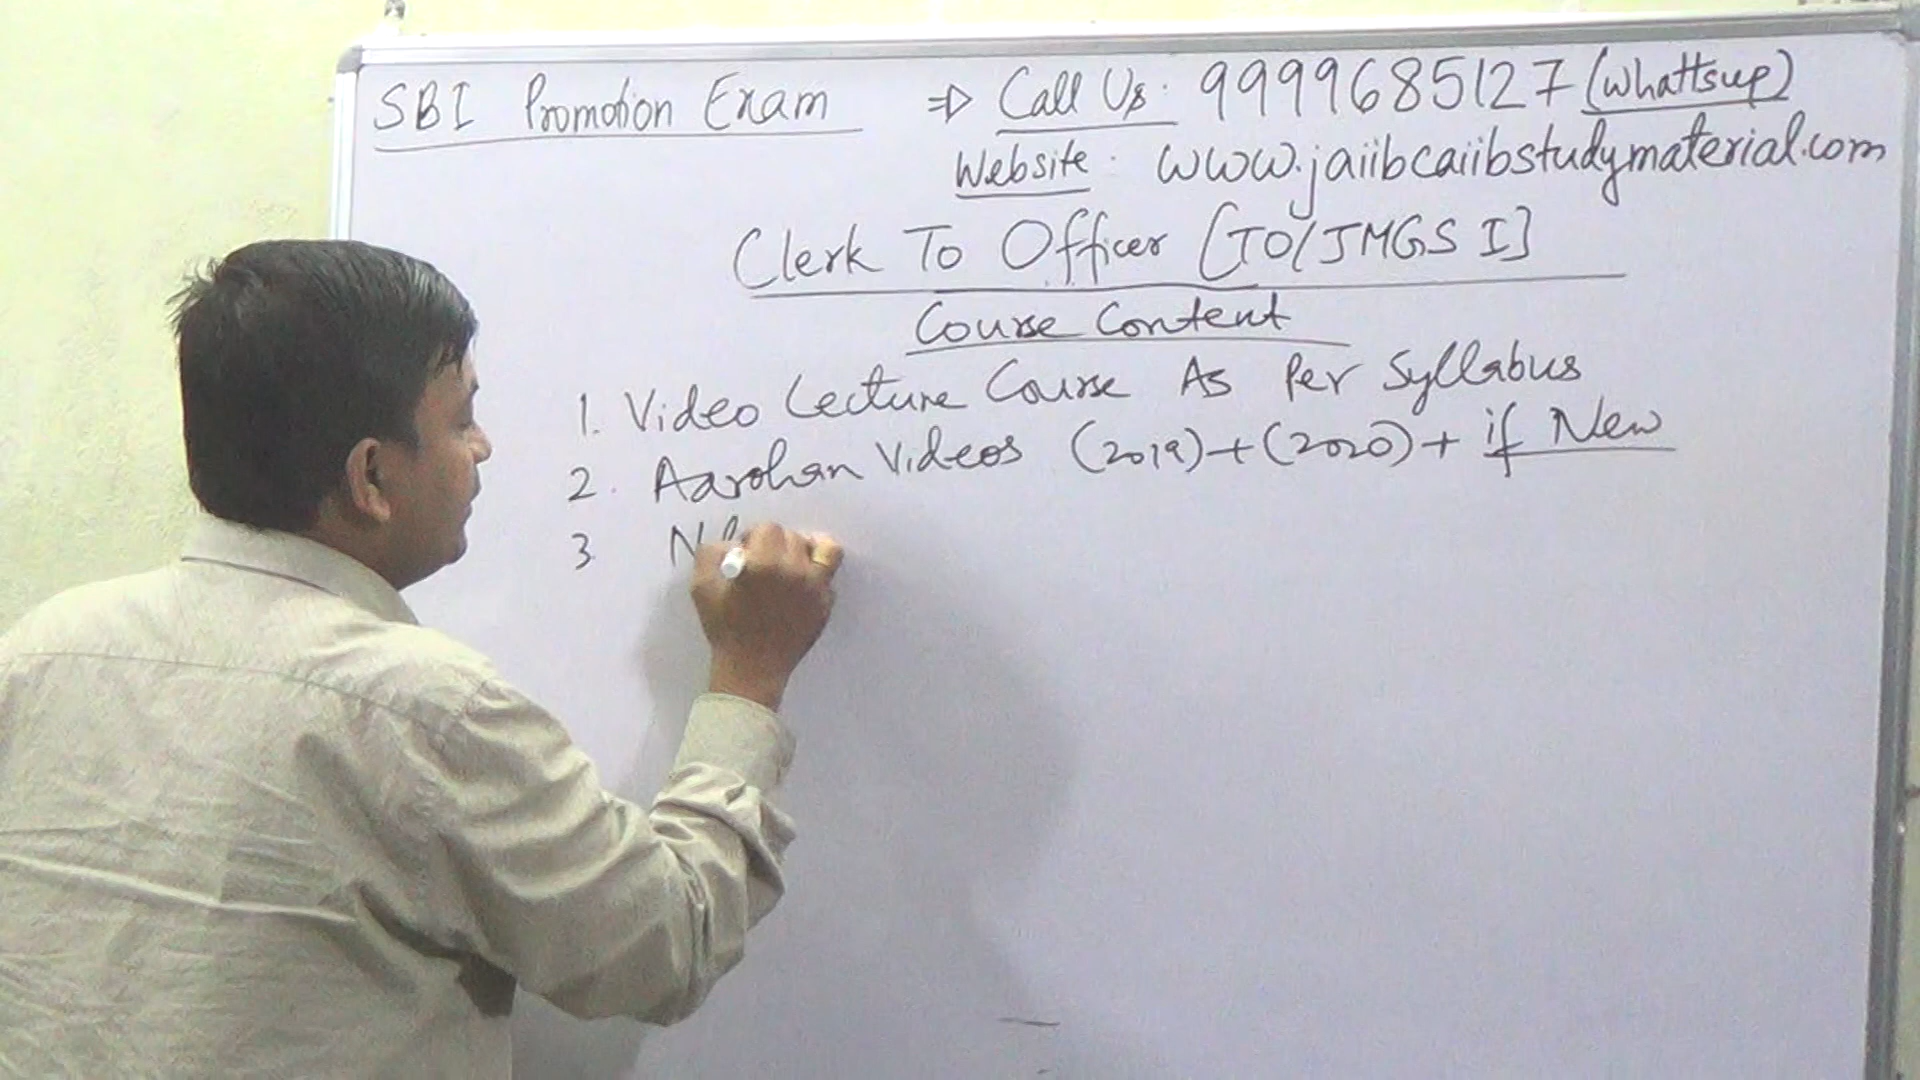 SBI Promotion Exam ⇒ Call Us: 9999685127 (Whattsup)
Website: www.jaiibcaiibstudymaterial.com
Clerk To Officer [TO/JMGS I]
Course Content
1. Video Lecture Course As Per Syllabus
2. Aarohan Videos (2019)+(2020)+ if New
3.